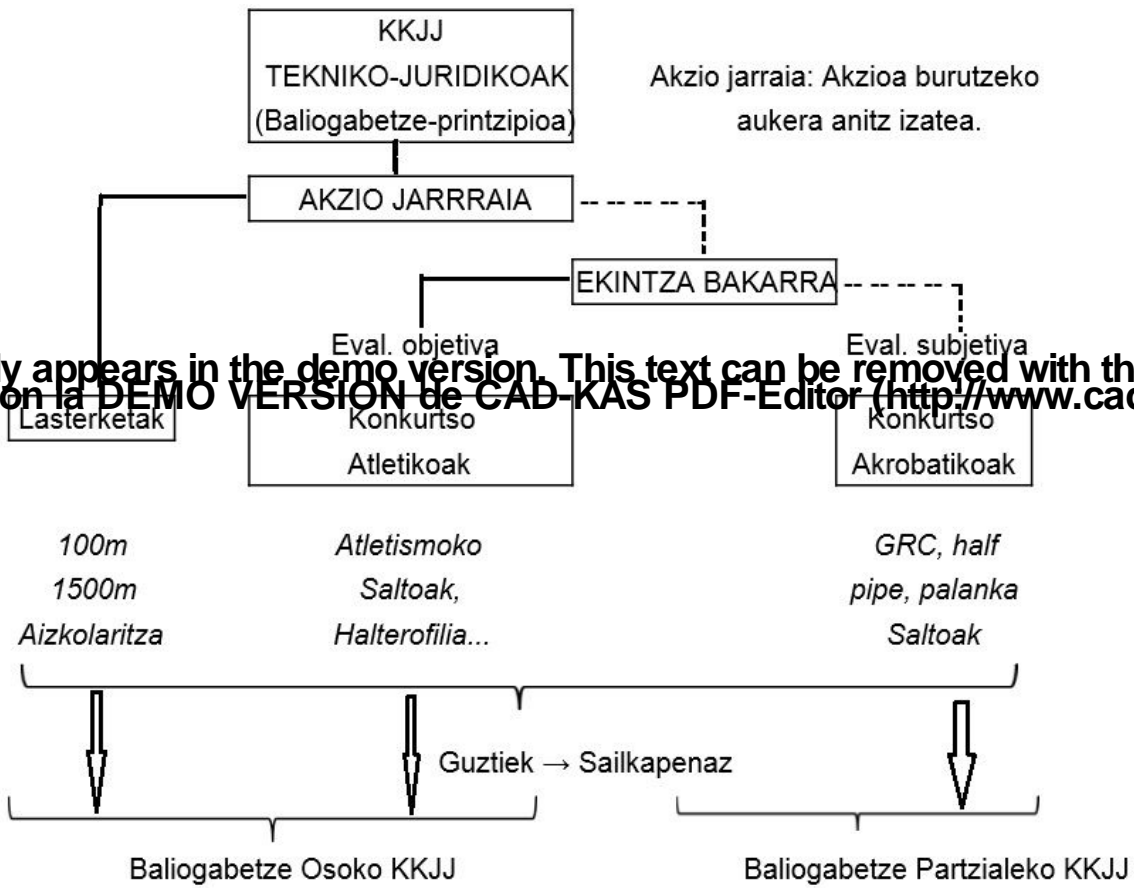 KKJJ
TEKNIKO-JURIDIKOAK
(Baliogabetze-printzipioa)
Akzio jarraia: Akzioa burutzeko
aukera anitz izatea.
AKZIO JARRRAIA
EKINTZA BAKARRA
Eval. objetiva
Eval. subjetiva
y appears in the demo version. This text can be removed with th
on la DEMO VERSION de CAD-KAS PDF-Editor (http://www.cad
Lasterketak
Konkurtso
Atletikoak
Konkurtso
Akrobatikoak
100m
1500m
Aizkolaritza
Atletismoko
Saltoak,
Halterofilia...
GRC, half
pipe, palanka
Saltoak
Guztiek → Sailkapenaz
Baliogabetze Osoko KKJJ
Baliogabetze Partzialeko KKJJ